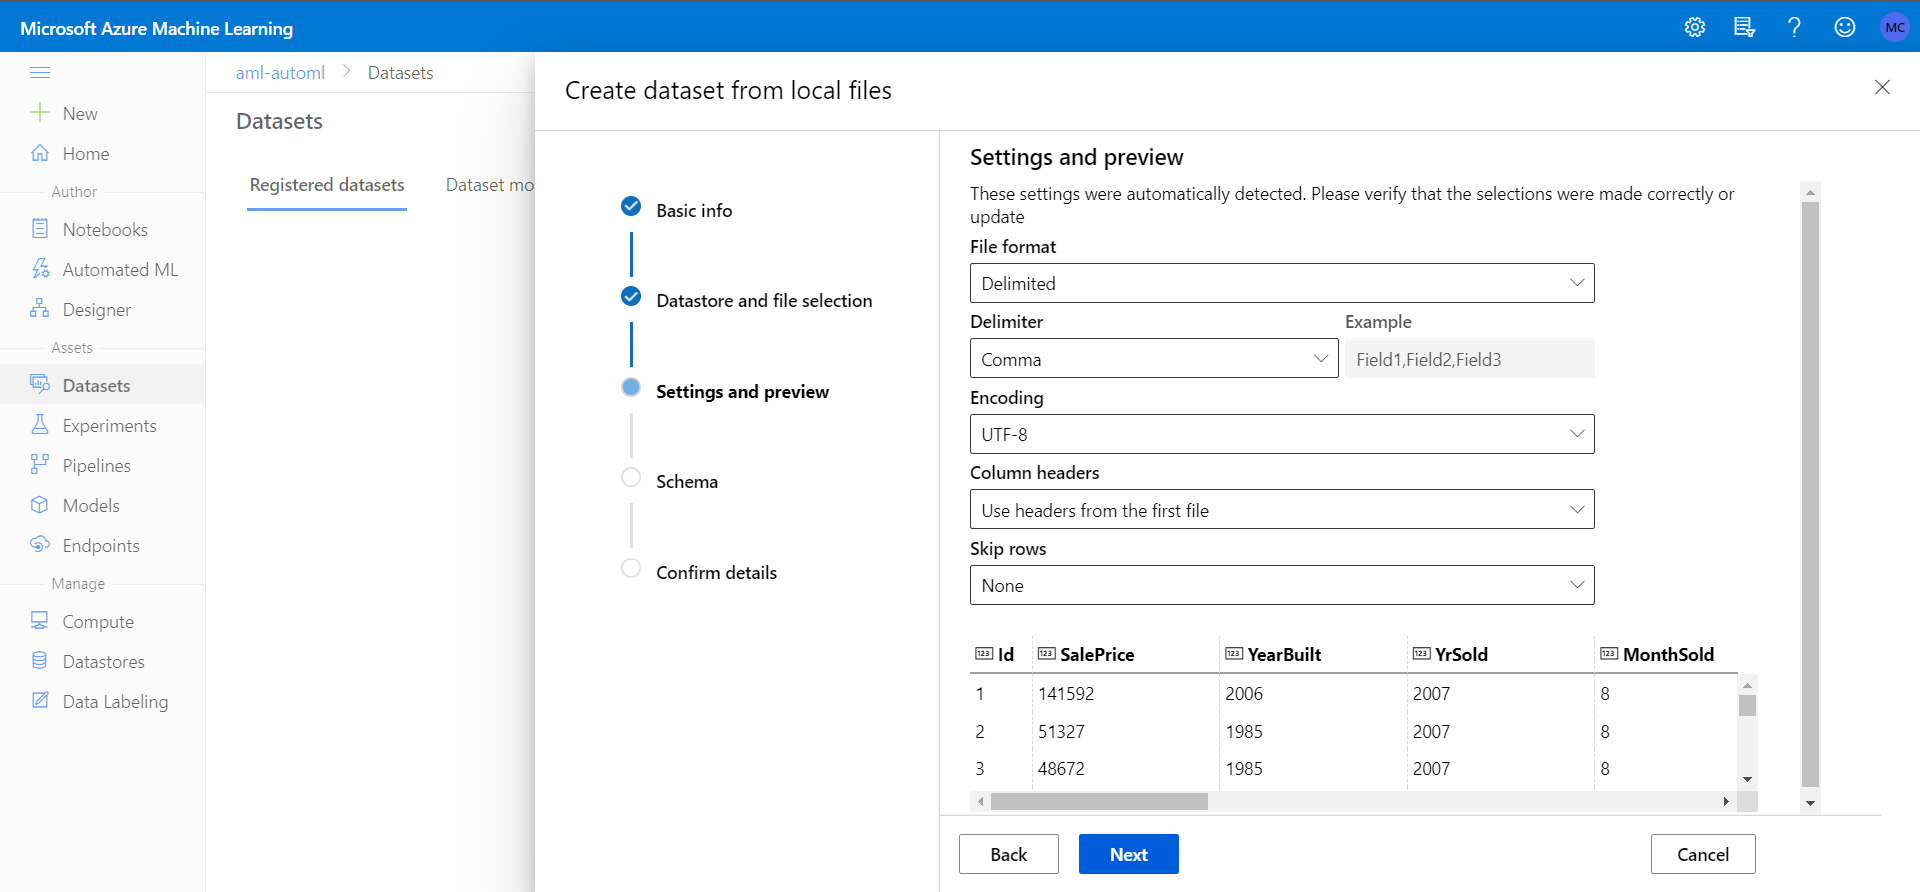 Microsoft Azure Machine Learning
MC
New
Home
Author
Notebooks
Automated ML
Designer
Assets
Datasets
Experiments
Pipelines
Models
Endpoints
Manage
Compute
Datastores
Data Labeling
aml-automl > Datasets
Datasets
Registered datasets Dataset mo
Create dataset from local files
Basic info
Datastore and file selection
Settings and preview
Schema
Confirm details
Settings and preview
These settings were automatically detected. Please verify that the selections were made correctly or
update
File format
Delimited
Delimiter Example
Comma Field1,Field2,Field3
Encoding
UTF-8
Column headers
Use headers from the first file
Skip rows
None
123 Id 123 SalePrice 123 YearBuilt 123 YrSold 123 MonthSold
1 141592 2006 2007 8
2 51327 1985 2007 8
3 48672 1985 2007 8
Back Next Cancel